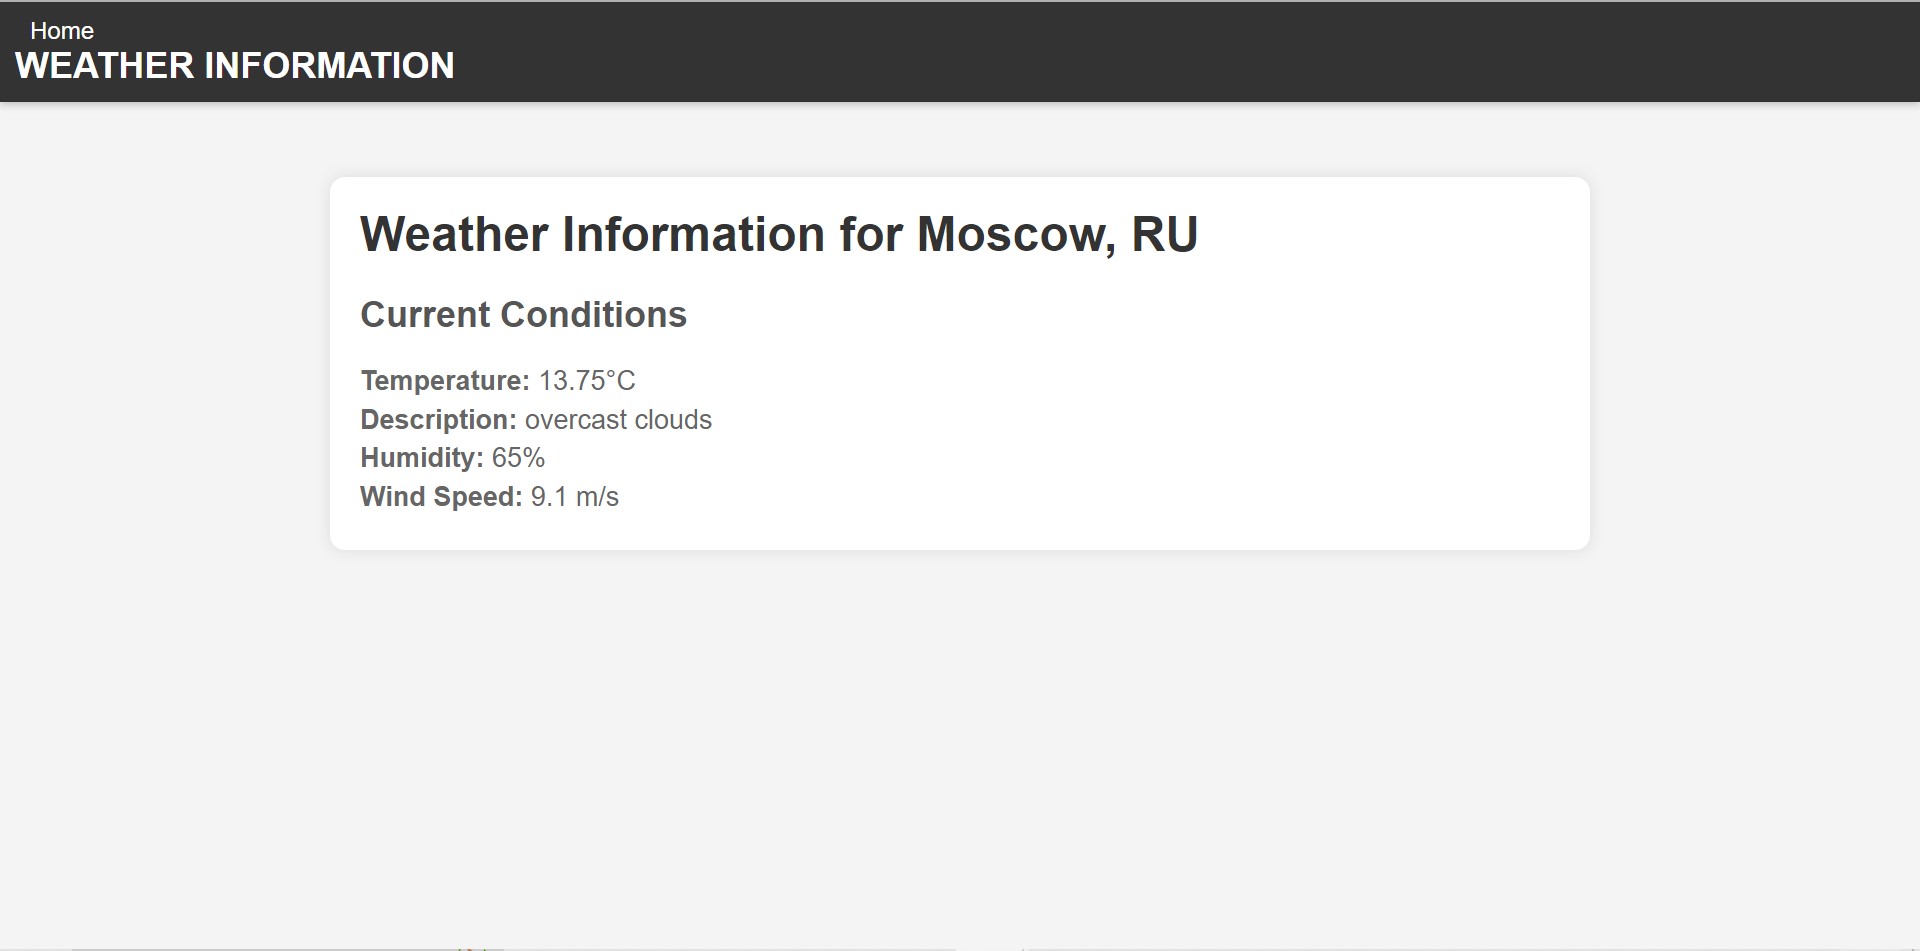 Home
WEATHER INFORMATION
Weather Information for Moscow, RU
Current Conditions
Temperature: 13.75°C
Description: overcast clouds
Humidity: 65%
Wind Speed: 9.1 m/s